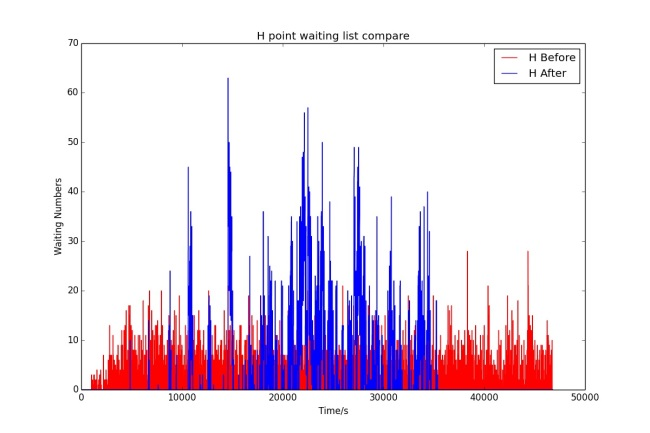 H point waiting list compare
70
H Before
H After
60
50
40
30
20
10
0
Waiting Numbers
0 10000 20000 30000 40000 50000
Time/s